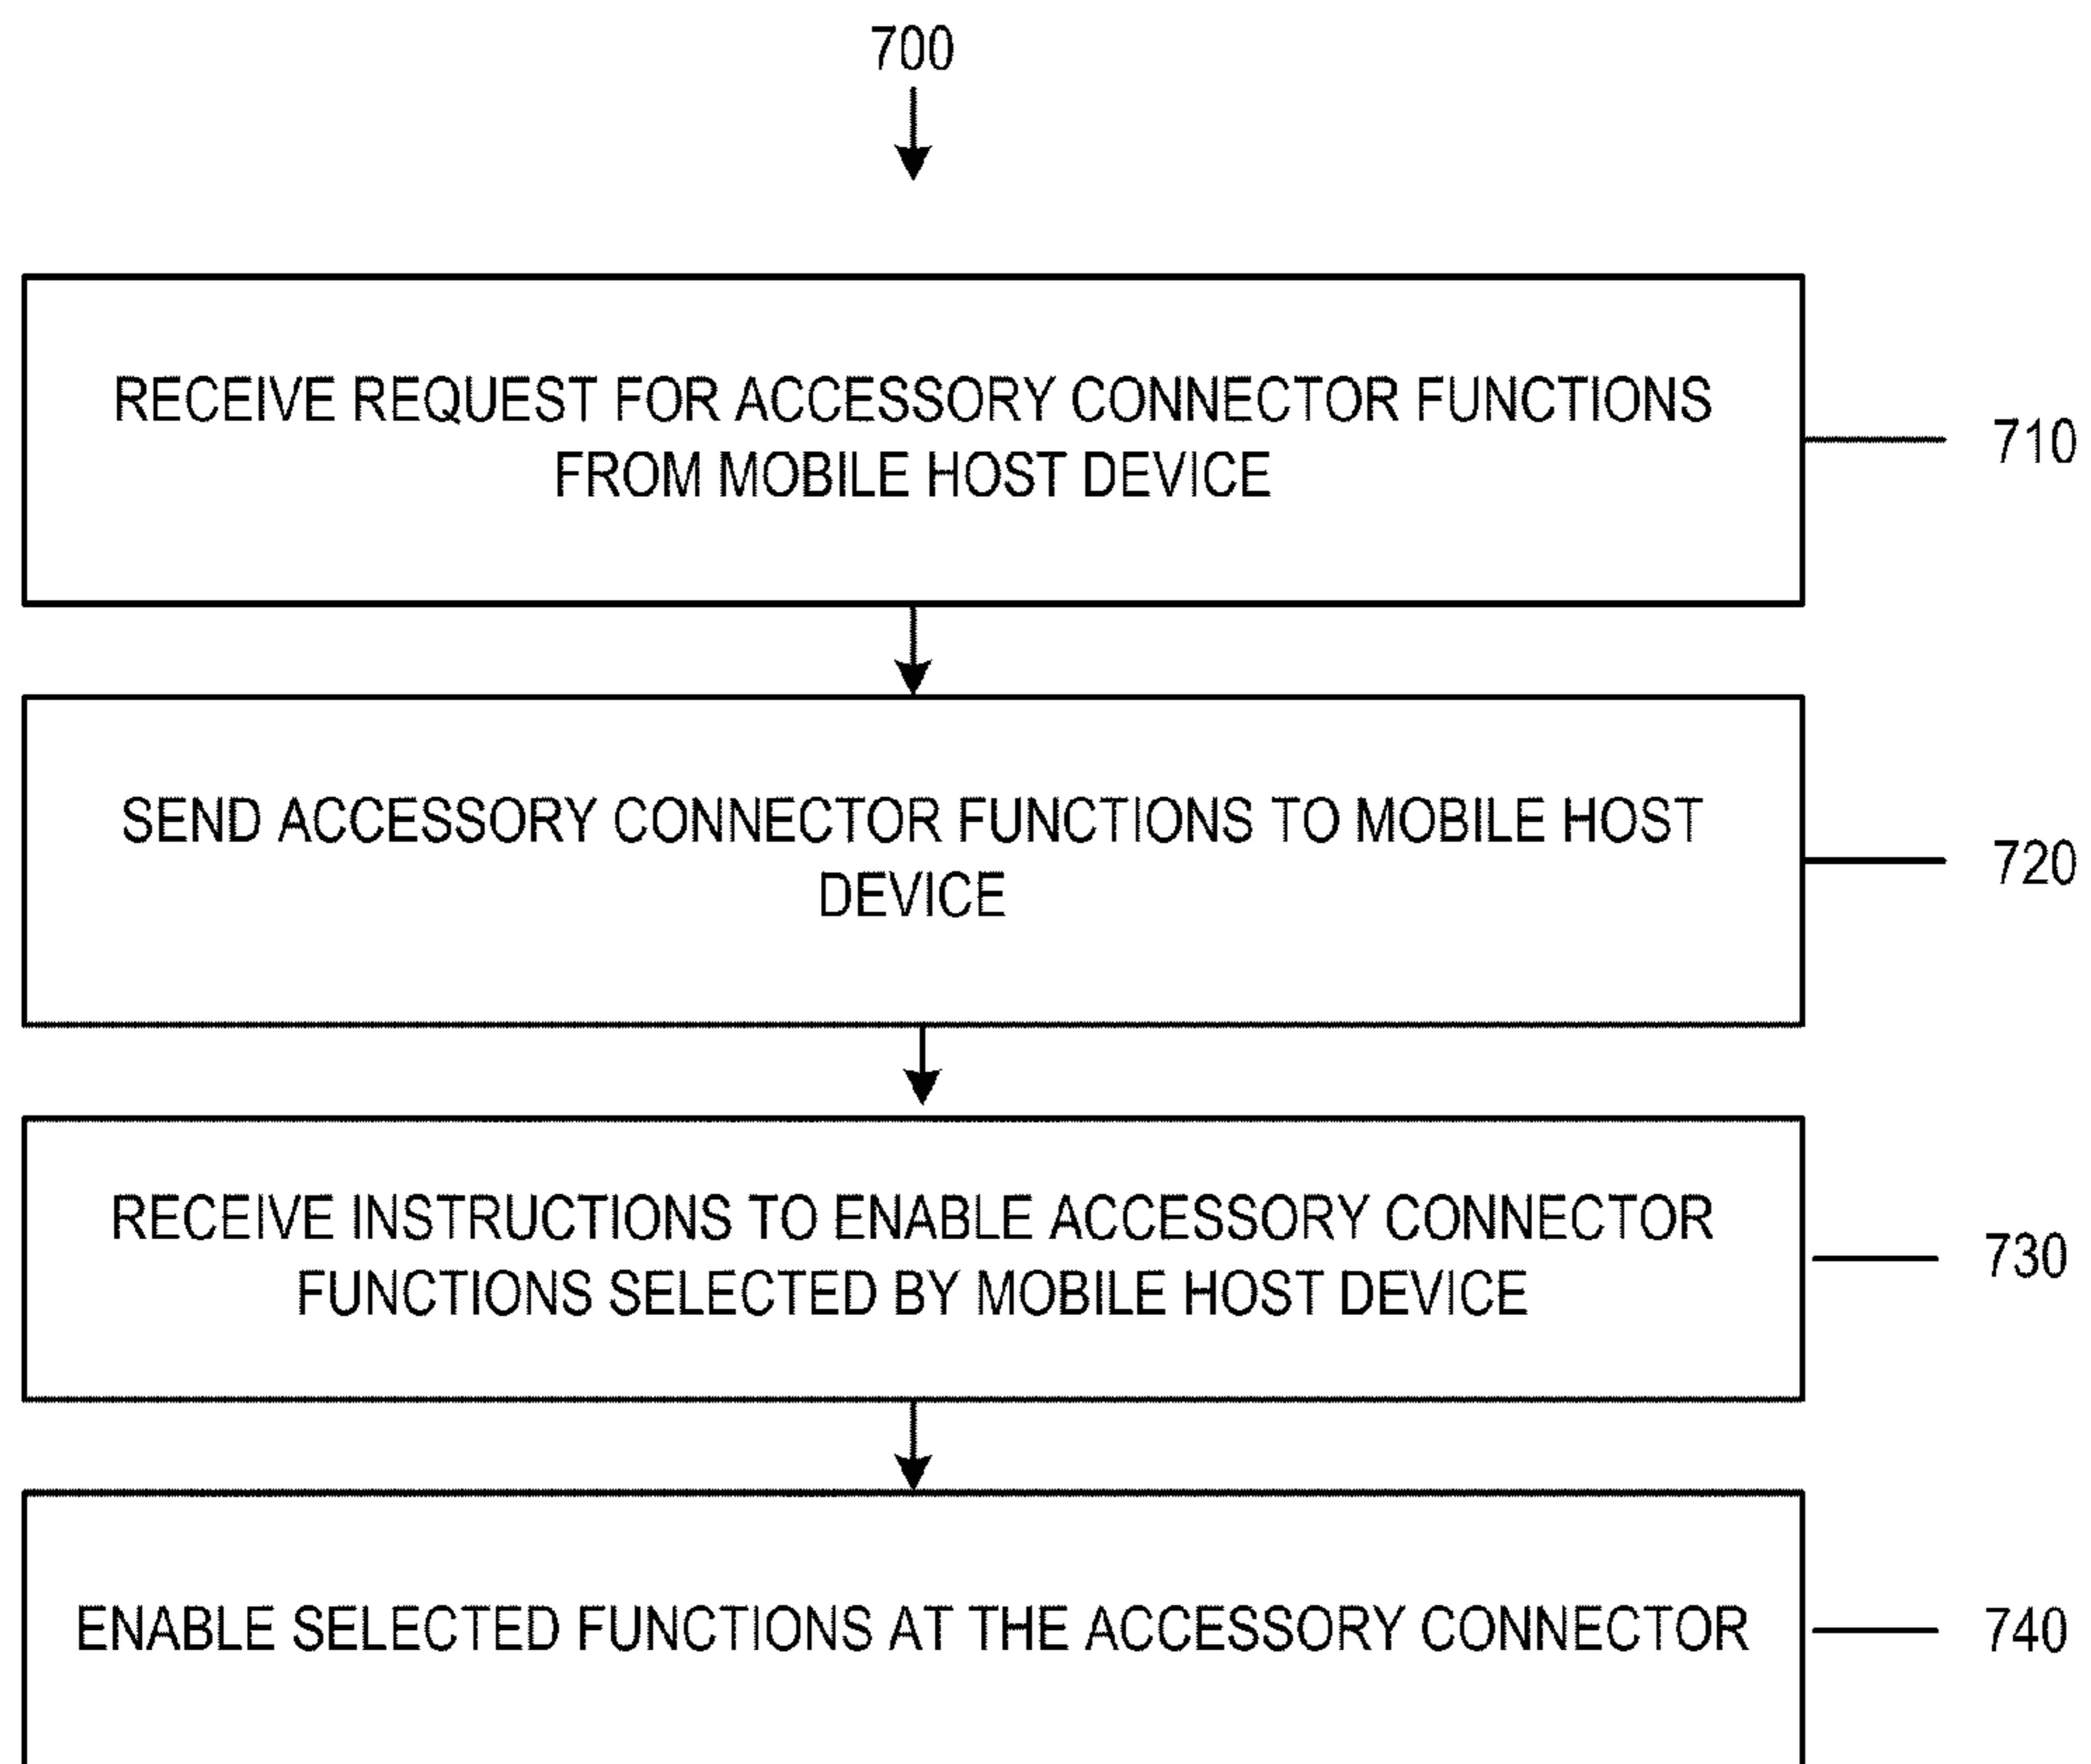 700
RECEIVE REQUEST FOR ACCESSORY CONNECTOR FUNCTIONS
FROM MOBILE HOST DEVICE
710
SEND ACCESSORY CONNECTOR FUNCTIONS TO MOBILE HOST
DEVICE
720
RECEIVE INSTRUCTIONS TO ENABLE ACCESSORY CONNECTOR
FUNCTIONS SELECTED BY MOBILE HOST DEVICE
730
ENABLE SELECTED FUNCTIONS AT THE ACCESSORY CONNECTOR
740